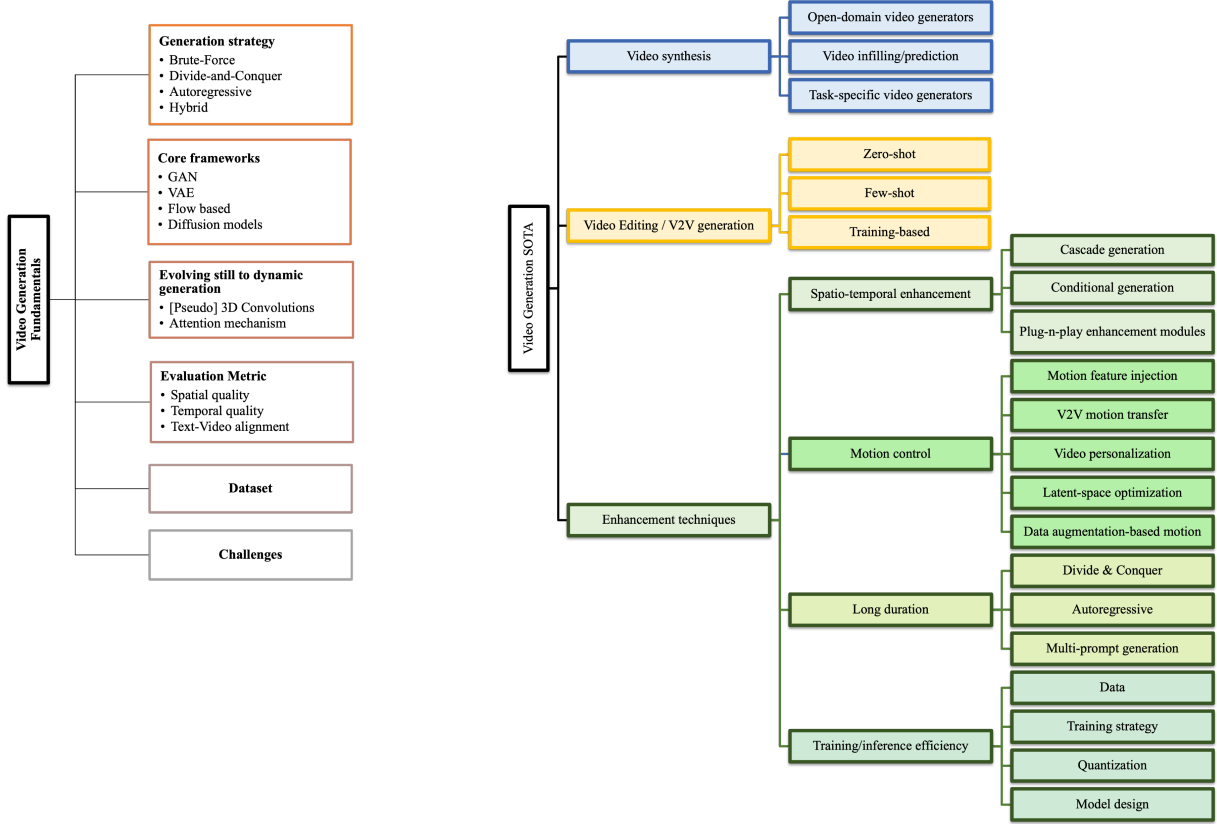 Video Generation
Fundamentals
Generation strategy
• Brute-Force
• Divide-and-Conquer
• Autoregressive
• Hybrid
Core frameworks
• GAN
• VAE
• Flow based
• Diffusion models
Evolving still to dynamic
generation
• [Pseudo] 3D Convolutions
• Attention mechanism
Evaluation Metric
• Spatial quality
• Temporal quality
• Text-Video alignment
Dataset
Challenges
Video Generation SOTA
Video synthesis
Open-domain video generators
Video infilling/prediction
Task-specific video generators
Video Editing / V2V generation
Zero-shot
Few-shot
Training-based
Enhancement techniques
Spatio-temporal enhancement
Cascade generation
Conditional generation
Plug-n-play enhancement modules
Motion control
Motion feature injection
V2V motion transfer
Video personalization
Latent-space optimization
Data augmentation-based motion
Long duration
Divide & Conquer
Autoregressive
Multi-prompt generation
Training/inference efficiency
Data
Training strategy
Quantization
Model design